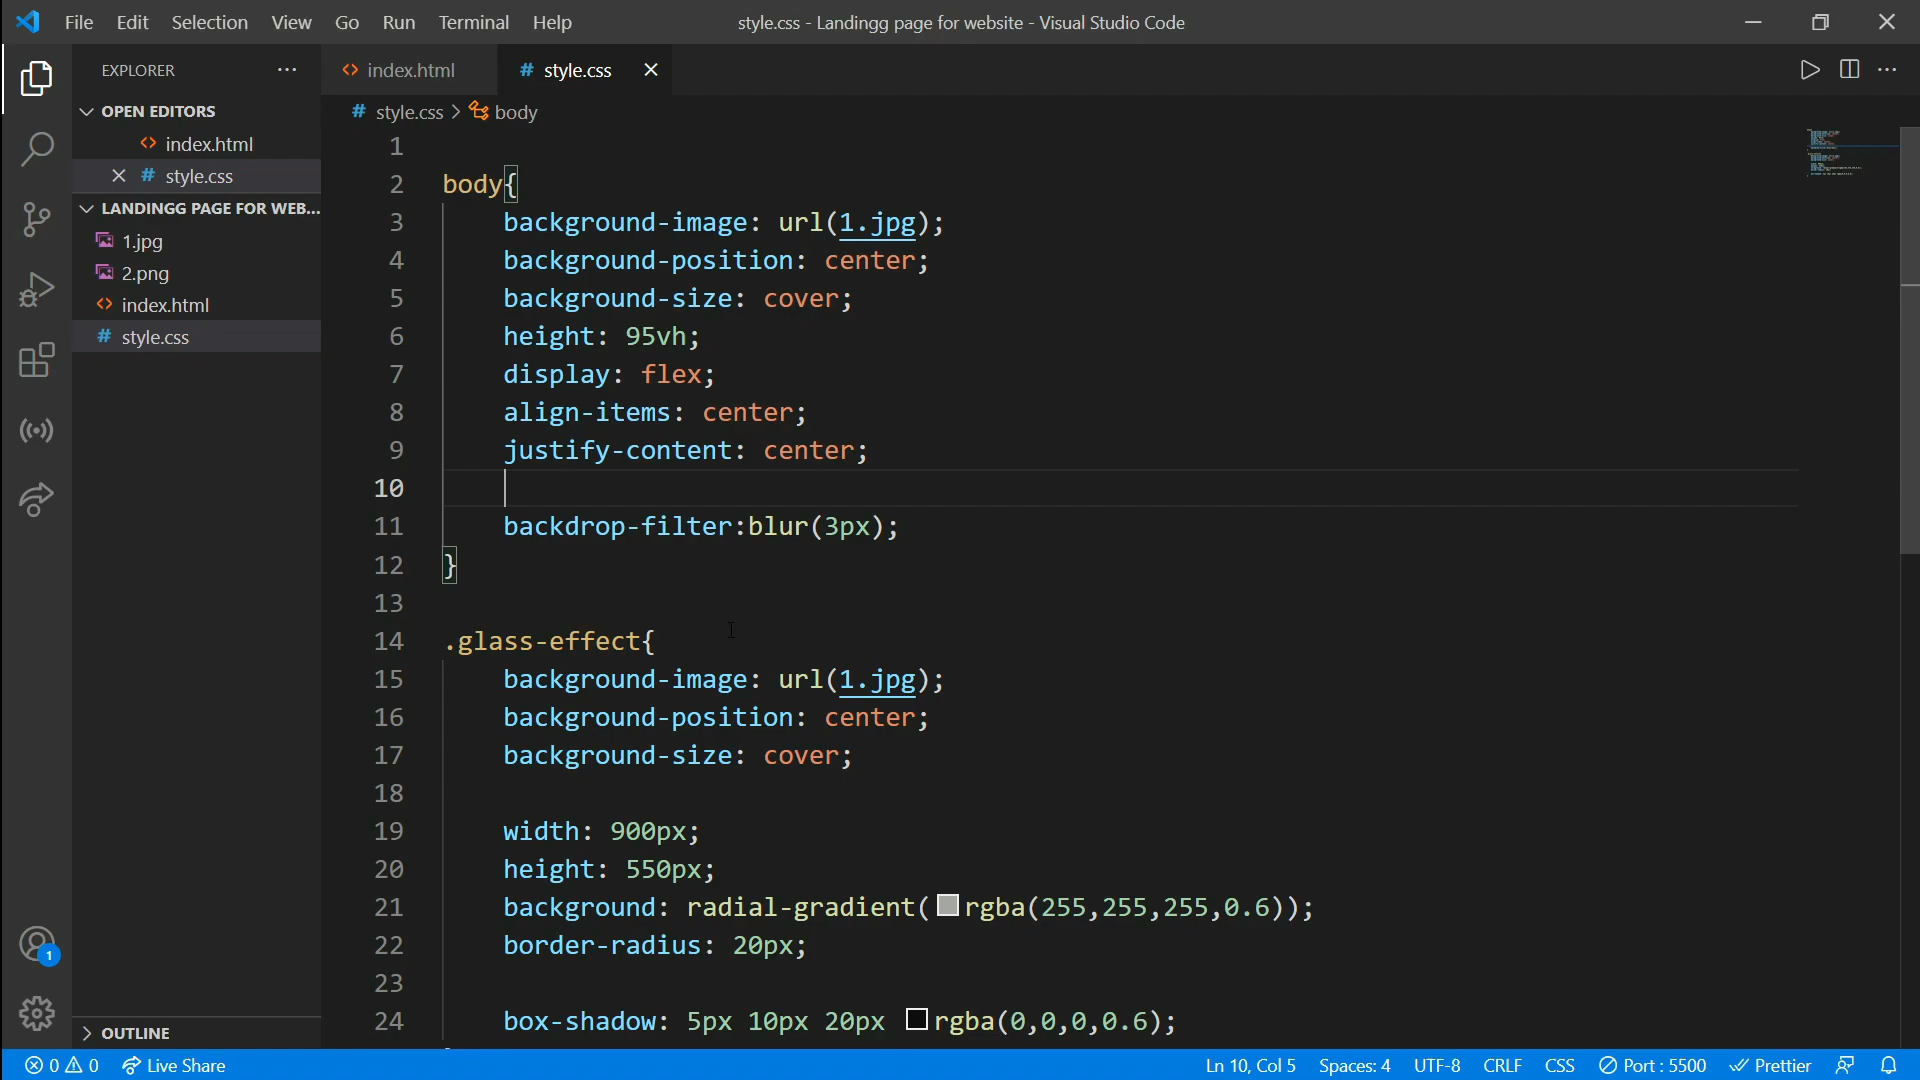 File Edit Selection View Go Run Terminal Help
style.css - Landingg page for website - Visual Studio Code
EXPLORER
OPEN EDITORS
index.html
style.css
LANDINGG PAGE FOR WEB...
1.jpg
2.png
index.html
style.css
OUTLINE
index.html
# style.css
# style.css > body
1
2 body{
3 background-image: url(1.jpg);
4 background-position: center;
5 background-size: cover;
6 height: 95vh;
7 display: flex;
8 align-items: center;
9 justify-content: center;
10
11 backdrop-filter:blur(3px);
12 }
13
14 .glass-effect{
15 background-image: url(1.jpg);
16 background-position: center;
17 background-size: cover;
18
19 width: 900px;
20 height: 550px;
21 background: radial-gradient(rgba(255,255,255,0.6));
22 border-radius: 20px;
23
24 box-shadow: 5px 10px 20px rgba(0,0,0,0.6);
1
0 0 Live Share
Ln 10, Col 5 Spaces: 4 UTF-8 CRLF CSS Port : 5500 Prettier